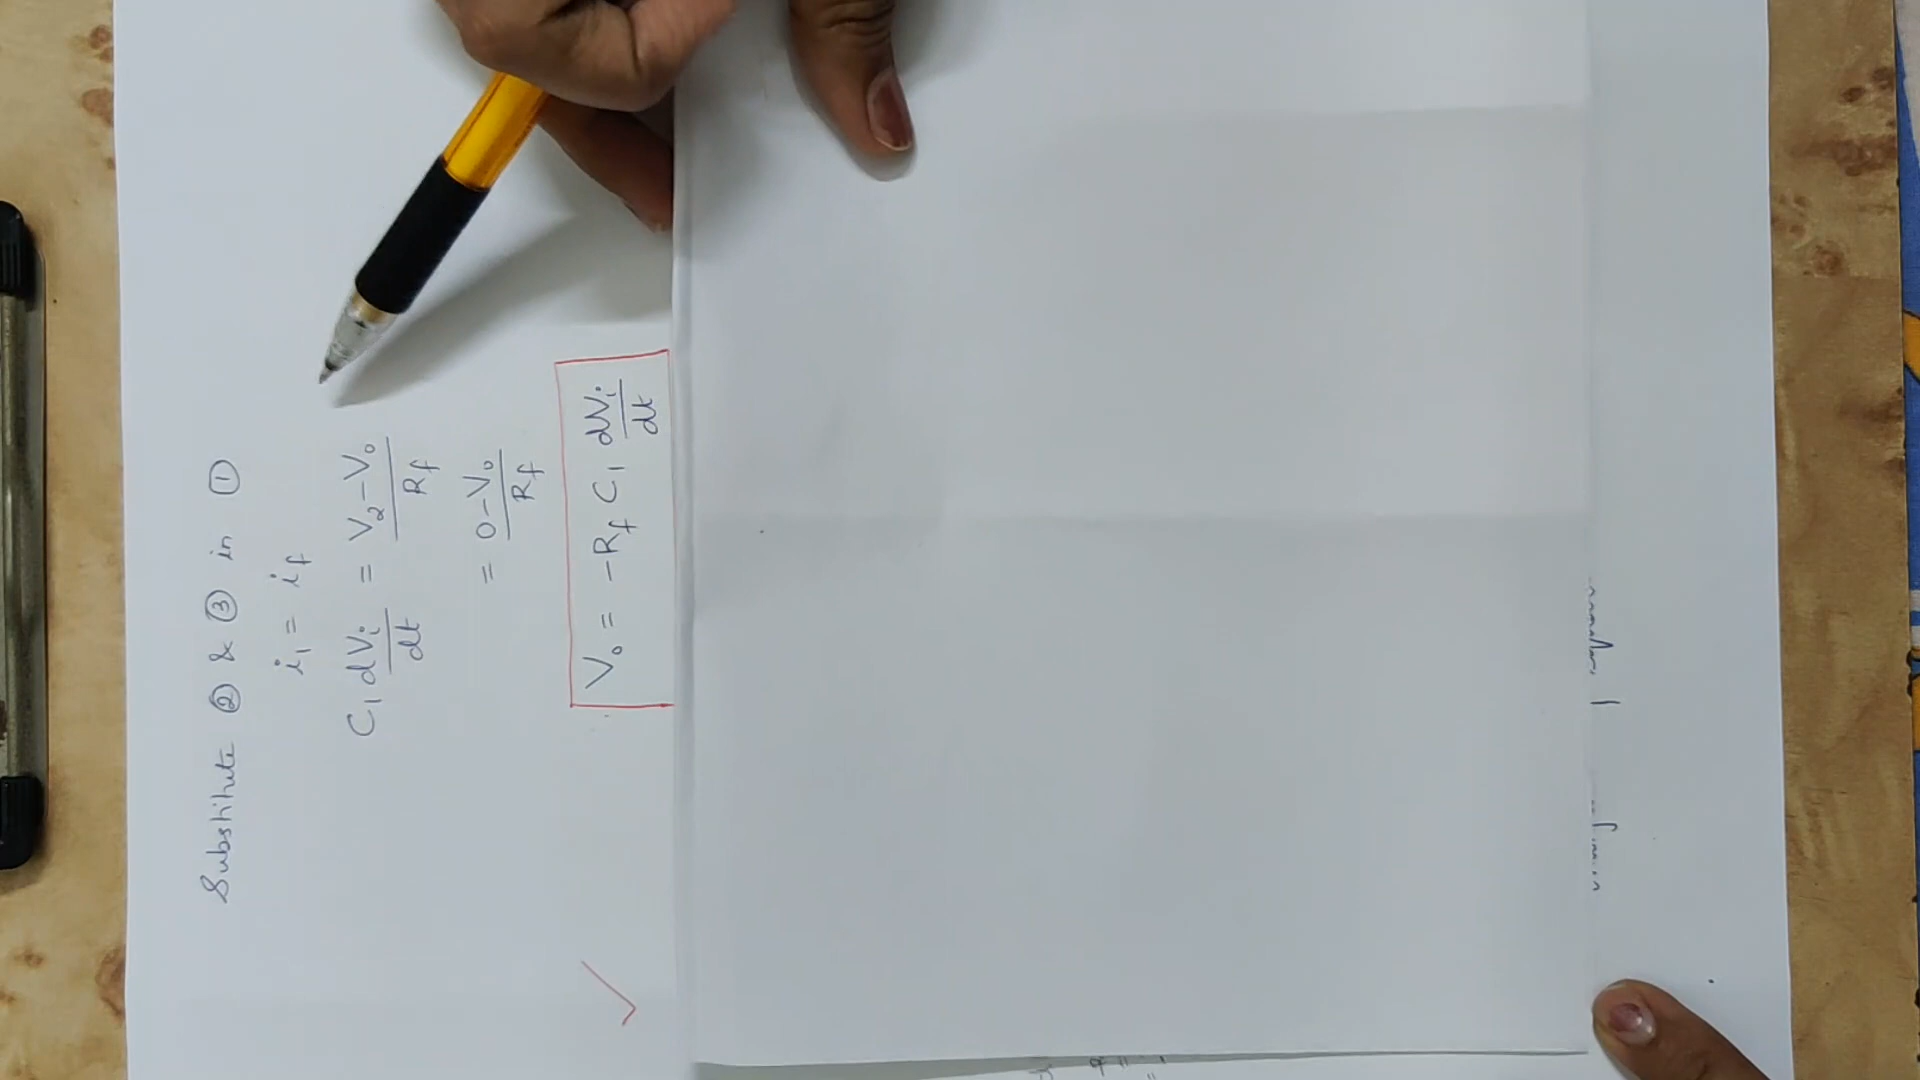 Substitute ② & ③ in ①
i₁ = i_f
C₁ dVᵢ/dt = V₂-V₀/R_f
= 0-V₀/R_f
V₀ = -R_f C₁ dVᵢ/dt